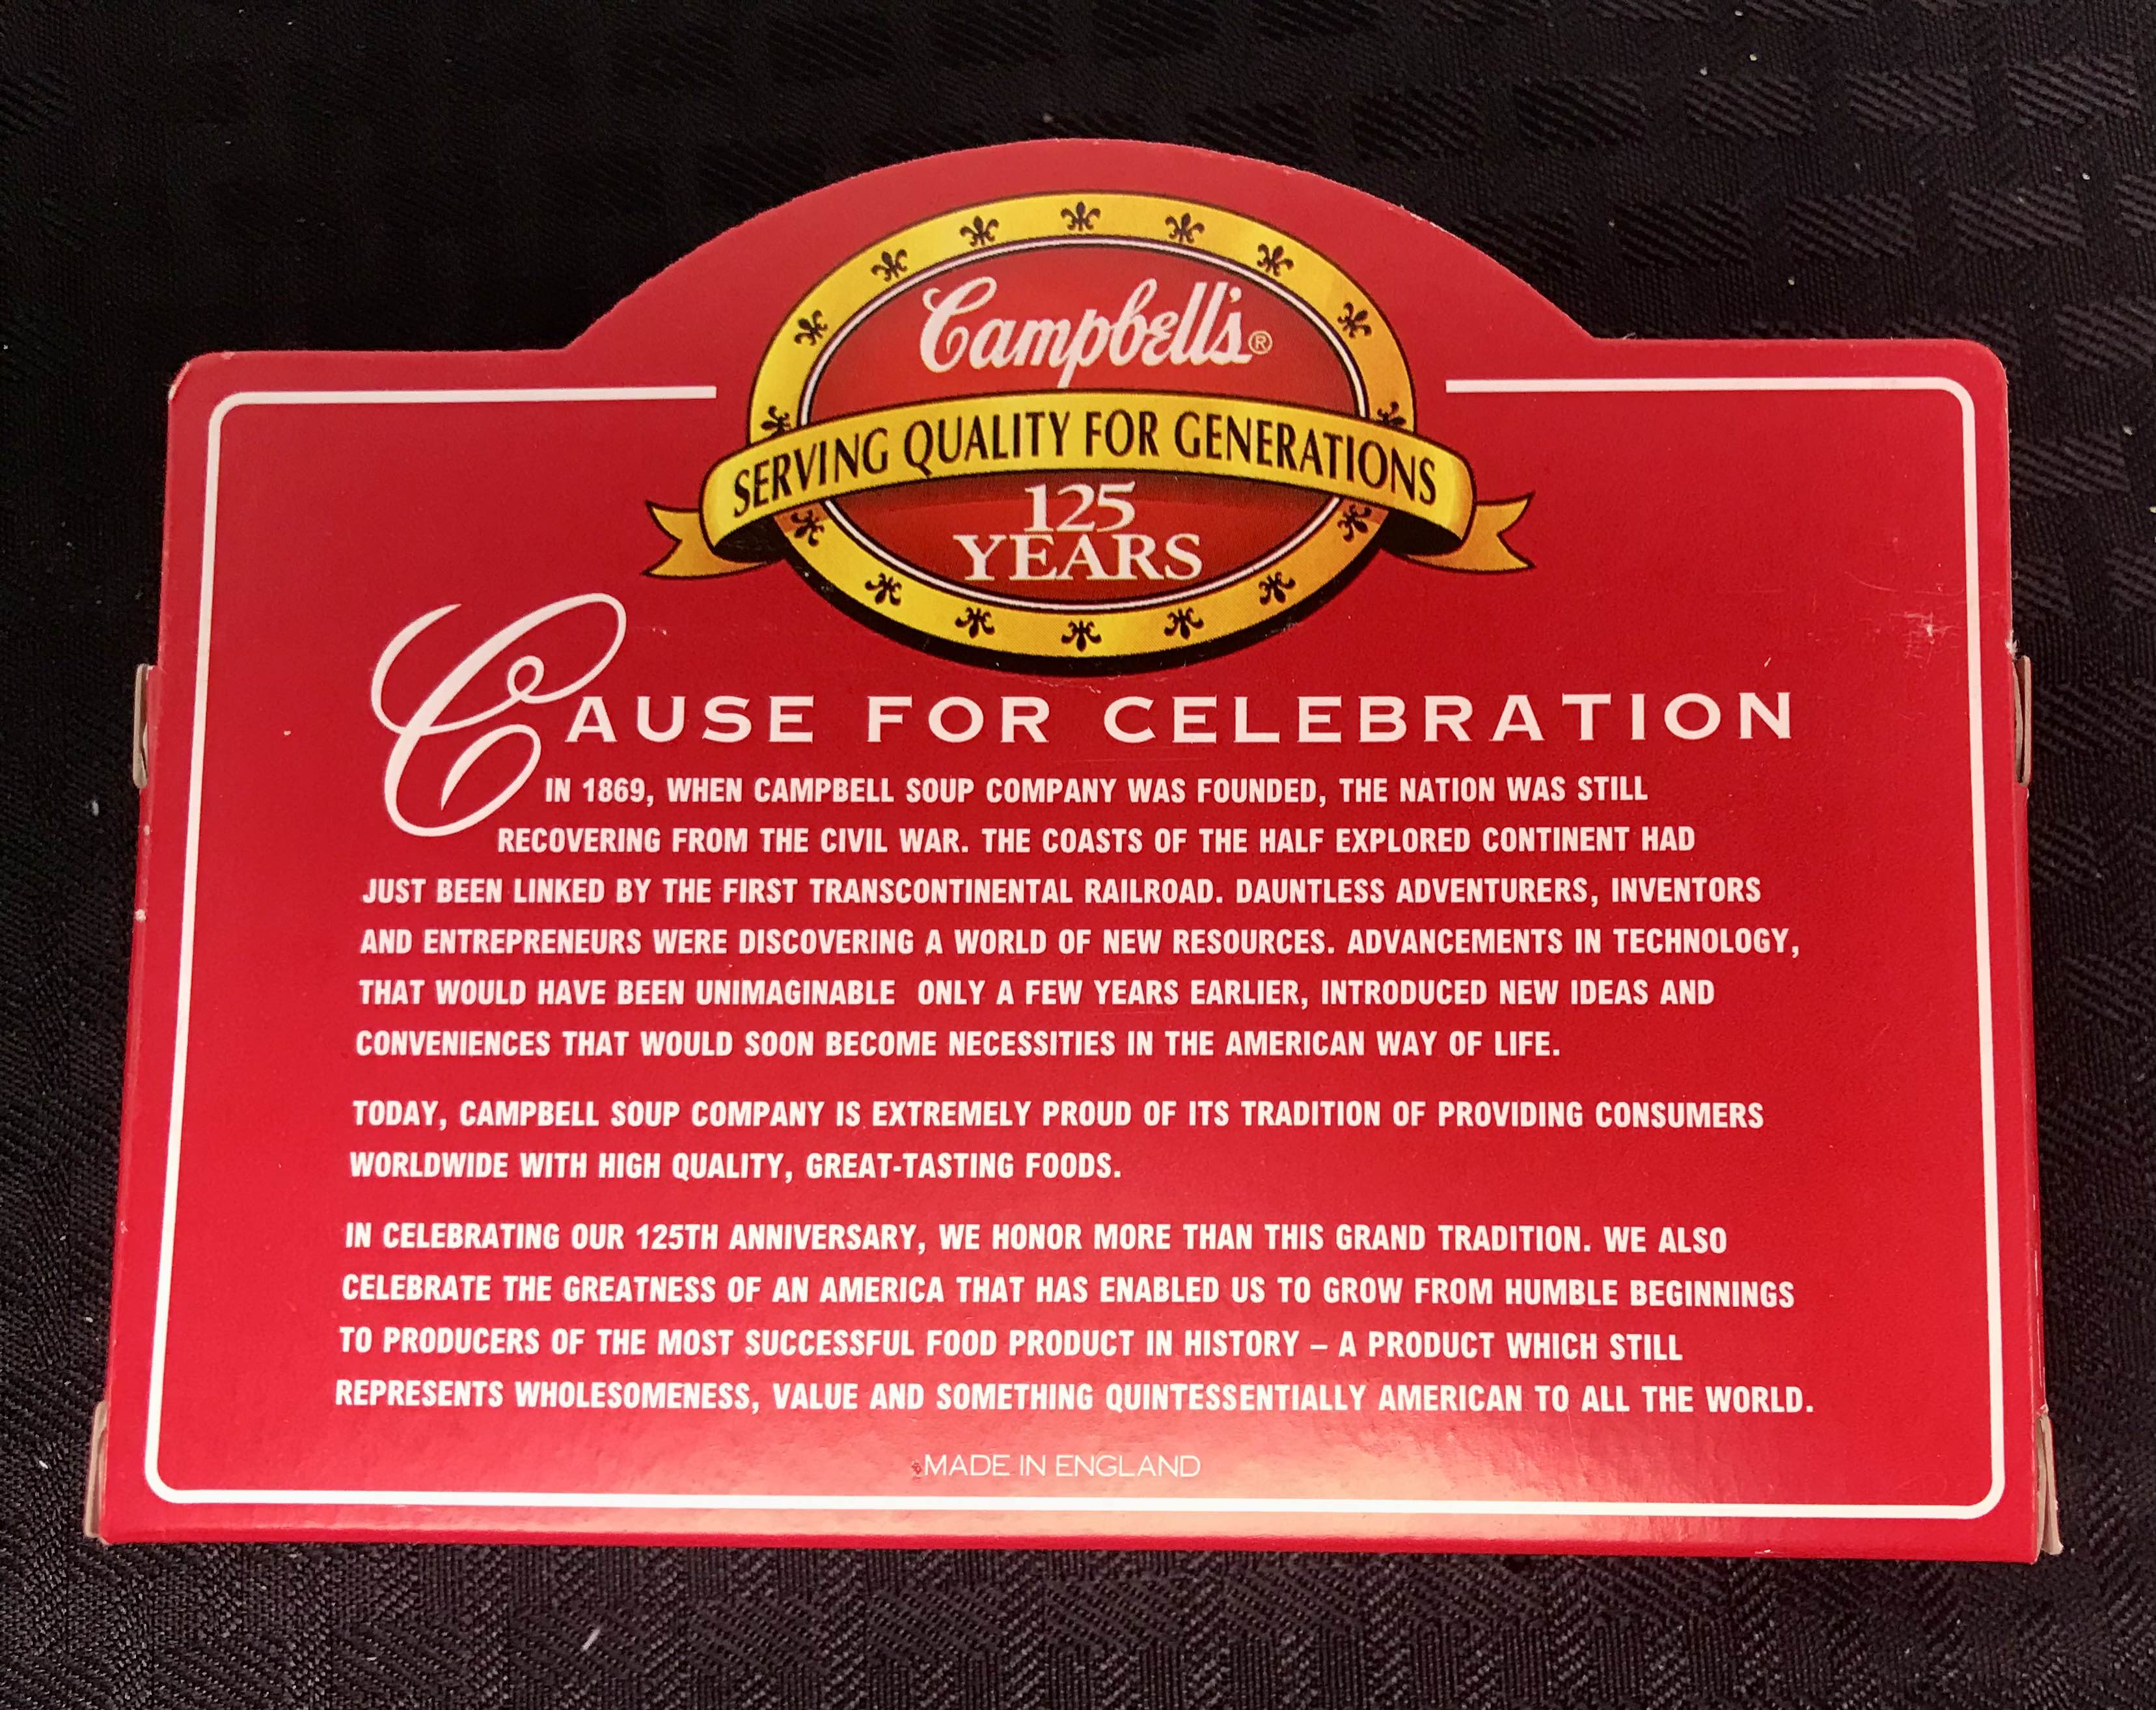 Campbell's®
SERVING QUALITY FOR GENERATIONS
125
YEARS
CAUSE FOR CELEBRATION
IN 1869, WHEN CAMPBELL SOUP COMPANY WAS FOUNDED, THE NATION WAS STILL
RECOVERING FROM THE CIVIL WAR. THE COASTS OF THE HALF EXPLORED CONTINENT HAD
JUST BEEN LINKED BY THE FIRST TRANSCONTINENTAL RAILROAD. DAUNTLESS ADVENTURERS, INVENTORS
AND ENTREPRENEURS WERE DISCOVERING A WORLD OF NEW RESOURCES. ADVANCEMENTS IN TECHNOLOGY,
THAT WOULD HAVE BEEN UNIMAGINABLE ONLY A FEW YEARS EARLIER, INTRODUCED NEW IDEAS AND
CONVENIENCES THAT WOULD SOON BECOME NECESSITIES IN THE AMERICAN WAY OF LIFE.
TODAY, CAMPBELL SOUP COMPANY IS EXTREMELY PROUD OF ITS TRADITION OF PROVIDING CONSUMERS
WORLDWIDE WITH HIGH QUALITY, GREAT-TASTING FOODS.
IN CELEBRATING OUR 125TH ANNIVERSARY, WE HONOR MORE THAN THIS GRAND TRADITION. WE ALSO
CELEBRATE THE GREATNESS OF AN AMERICA THAT HAS ENABLED US TO GROW FROM HUMBLE BEGINNINGS
TO PRODUCERS OF THE MOST SUCCESSFUL FOOD PRODUCT IN HISTORY – A PRODUCT WHICH STILL
REPRESENTS WHOLESOMENESS, VALUE AND SOMETHING QUINTESSENTIALLY AMERICAN TO ALL THE WORLD.
MADE IN ENGLAND